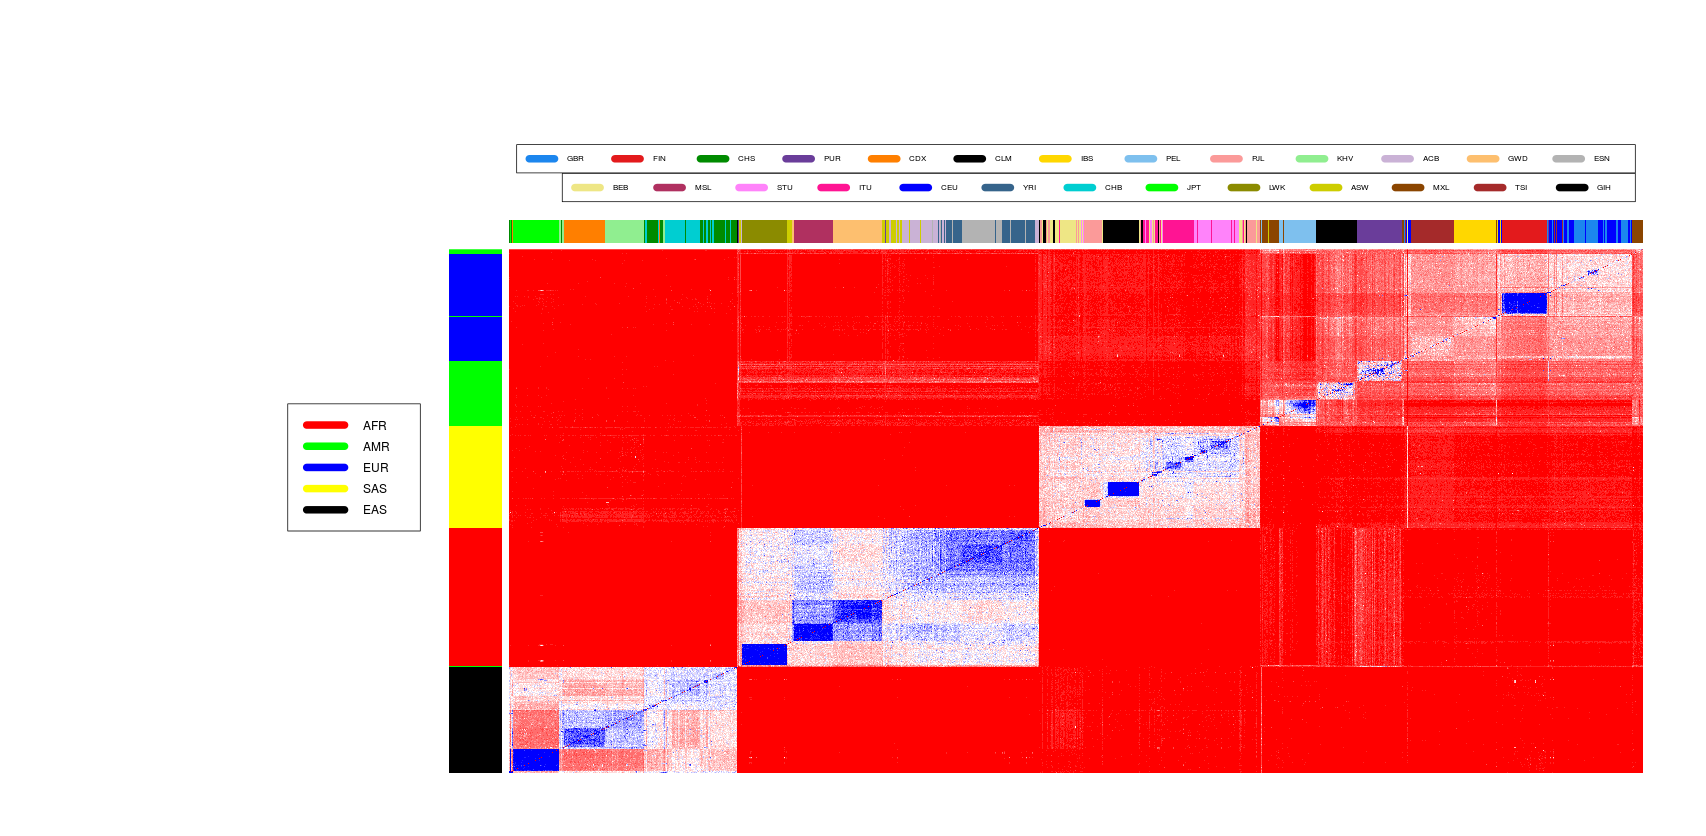 GBR FIN CHS PUR CDX CLM IBS PEL PJL KHV ACB GWD ESN
BEB MSL STU ITU CEU YRI CHB JPT LWK ASW MXL TSI GIH
AFR
AMR
EUR
SAS
EAS